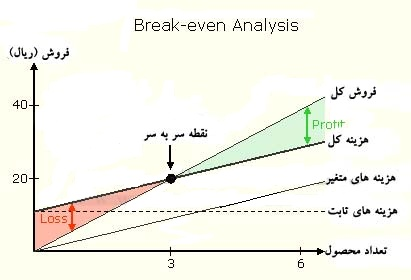 Break-even Analysis
فروش (ریال)
فروش کل
40
نقطه سر به سر
Profit
هزینه کل
20
هزینه های متغیر
هزینه های ثابت
Loss
تعداد محصول
3
6